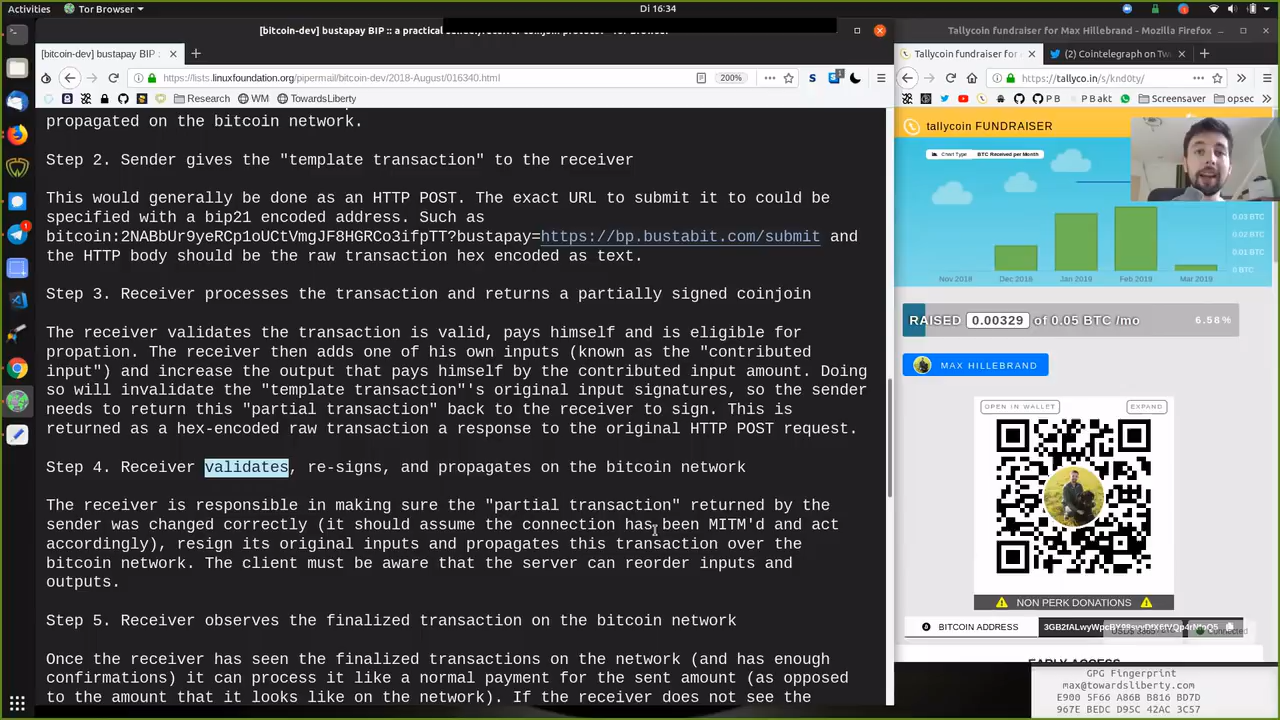 Activities
Tor Browser
Di 16:34
[bitcoin-dev] bustapay BIP :: a practical
[bitcoin-dev] bustapay BIP :
https://lists.linuxfoundation.org/pipermail/bitcoin-dev/2018-August/016340.html
200%
Research
WM
TowardsLiberty
propagated on the bitcoin network.
Step 2. Sender gives the "template transaction" to the receiver
This would generally be done as an HTTP POST. The exact URL to submit it to could be
specified with a bip21 encoded address. Such as
bitcoin:2NABbUr9yeRCp1oUCtVmgJF8HGRCo3ifpTT?bustapay=https://bp.bustabit.com/submit and
the HTTP body should be the raw transaction hex encoded as text.
Step 3. Receiver processes the transaction and returns a partially signed coinjoin
The receiver validates the transaction is valid, pays himself and is eligible for
propation. The receiver then adds one of his own inputs (known as the "contributed
input") and increase the output that pays himself by the contributed input amount. Doing
so will invalidate the "template transaction"'s original input signatures, so the sender
needs to return this "partial transaction" back to the receiver to sign. This is
returned as a hex-encoded raw transaction a response to the original HTTP POST request.
Step 4. Receiver validates, re-signs, and propagates on the bitcoin network
The receiver is responsible in making sure the "partial transaction" returned by the
sender was changed correctly (it should assume the connection has been MITM'd and act
accordingly), resign its original inputs and propagates this transaction over the
bitcoin network. The client must be aware that the server can reorder inputs and
outputs.
Step 5. Receiver observes the finalized transaction on the bitcoin network
Once the receiver has seen the finalized transactions on the network (and has enough
confirmations) it can process it like a normal payment for the sent amount (as opposed
to the amount that it looks like on the network). If the receiver does not see the
Tallycoin fundraiser for Max Hillebrand - Mozilla Firefox
Tallycoin fundraiser for
(2) Cointelegraph on Tw
https://tallyco.in/s/knd0ty/
P B
P B akt
Screensaver
opsec
tallycoin FUNDRAISER
Chart Type
BTC Received per Month
0.03 BTC
0.02 BTC
0.01 BTC
0 BTC
Nov 2018
Dec 2018
Jan 2019
Feb 2019
Mar 2019
RAISED 0.00329 of 0.05 BTC /mo
6.58%
MAX HILLEBRAND
OPEN IN WALLET
EXPAND
NON PERK DONATIONS
BITCOIN ADDRESS
Connected
EARLY ACCESS
GPG Fingerprint
max@towardsliberty.com
E900 5F66 A86B B816 BD7D
967E BEDC D95C 42AC 3C57